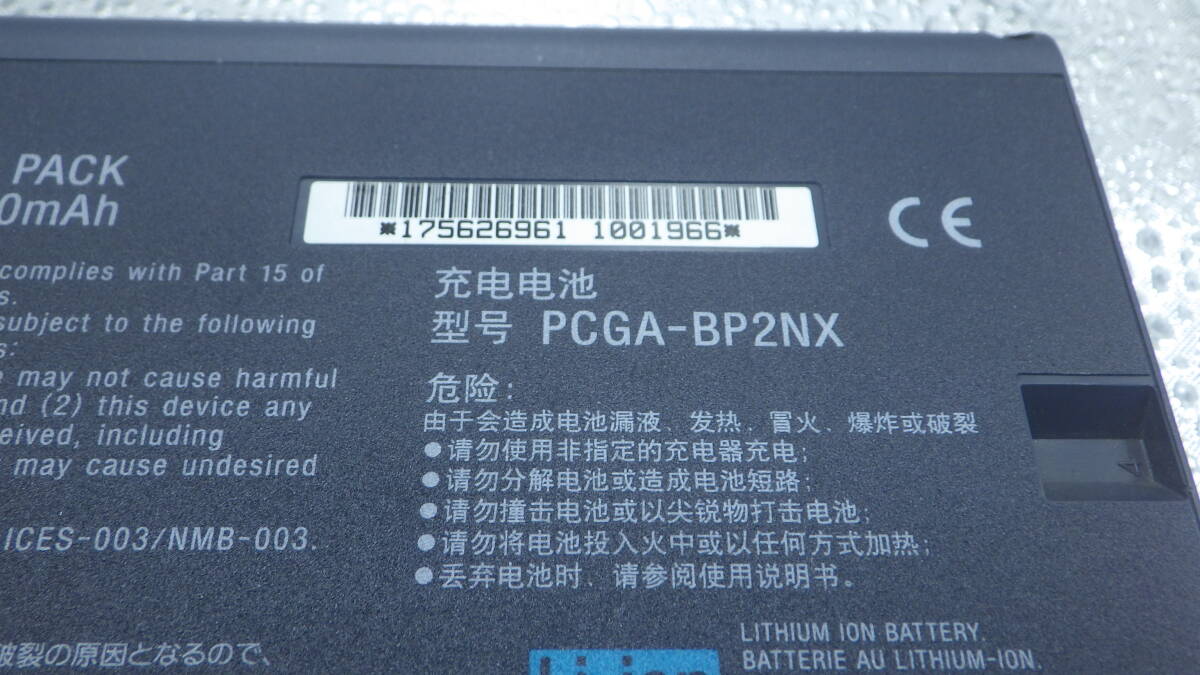 PACK
0mAh
*175626961 1001966*
CE
complies with Part 15 of
s.
subject to the following
s:
may not cause harmful
nd (2) this device any
eived, including
may cause undesired
ICES-003/NMB-003.
破裂の原因となるので、
充电电池
型号 PCGA-BP2NX
危险：
由于会造成电池漏液、发热、冒火、爆炸或破裂
●请勿使用非指定的充电器充电；
●请勿分解电池或造成电池短路；
●请勿撞击电池或以尖锐物打击电池；
●请勿将电池投入火中或以任何方式加热；
●丢弃电池时、请参阅使用说明书。
Li-ion
LITHIUM ION BATTERY.
BATTERIE AU LITHIUM-ION.